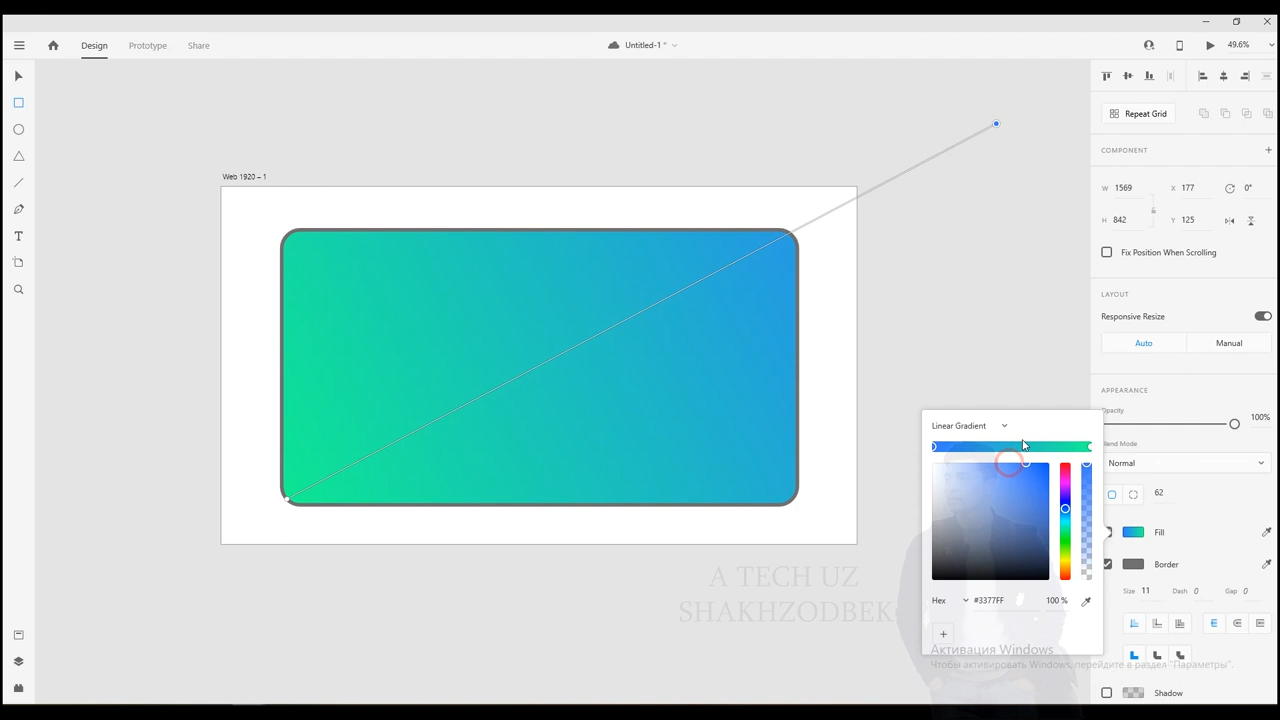 Design
Prototype
Share
Untitled-1 *
49.6%
Repeat Grid
COMPONENT
Web 1920 – 1
W 1569 X 177 0°
H 842 Y 125
Fix Position When Scrolling
LAYOUT
Responsive Resize
Auto
Manual
APPEARANCE
Opacity
100%
Linear Gradient
Blend Mode
Normal
62
Fill
Border
Size 11 Dash 0 Gap 0
Hex #3377FF 100 %
A TECH UZ
SHAKHZODBEK
Активация Windows
Чтобы активировать Windows, перейдите в раздел "Параметры".
Shadow